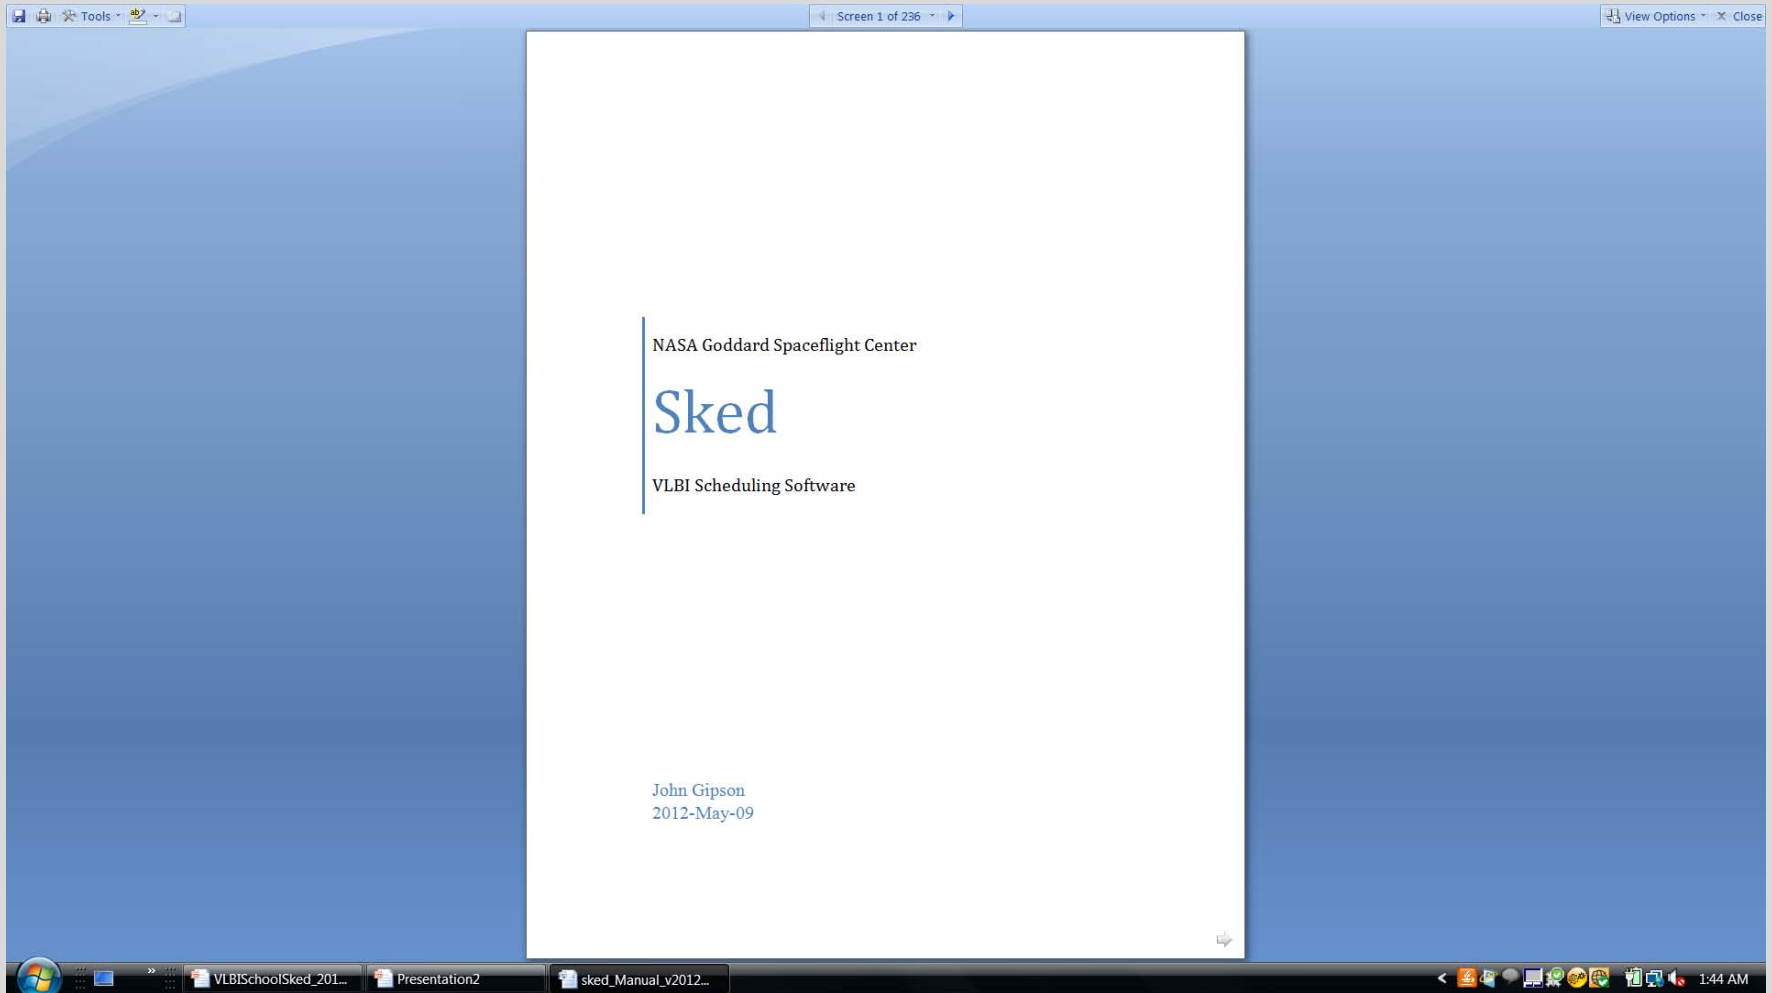 Tools
Screen 1 of 236
View Options
Close
NASA Goddard Spaceflight Center
Sked
VLBI Scheduling Software
John Gipson
2012-May-09
VLBISchoolSked_201...
Presentation2
sked_Manual_v2012...
1:44 AM